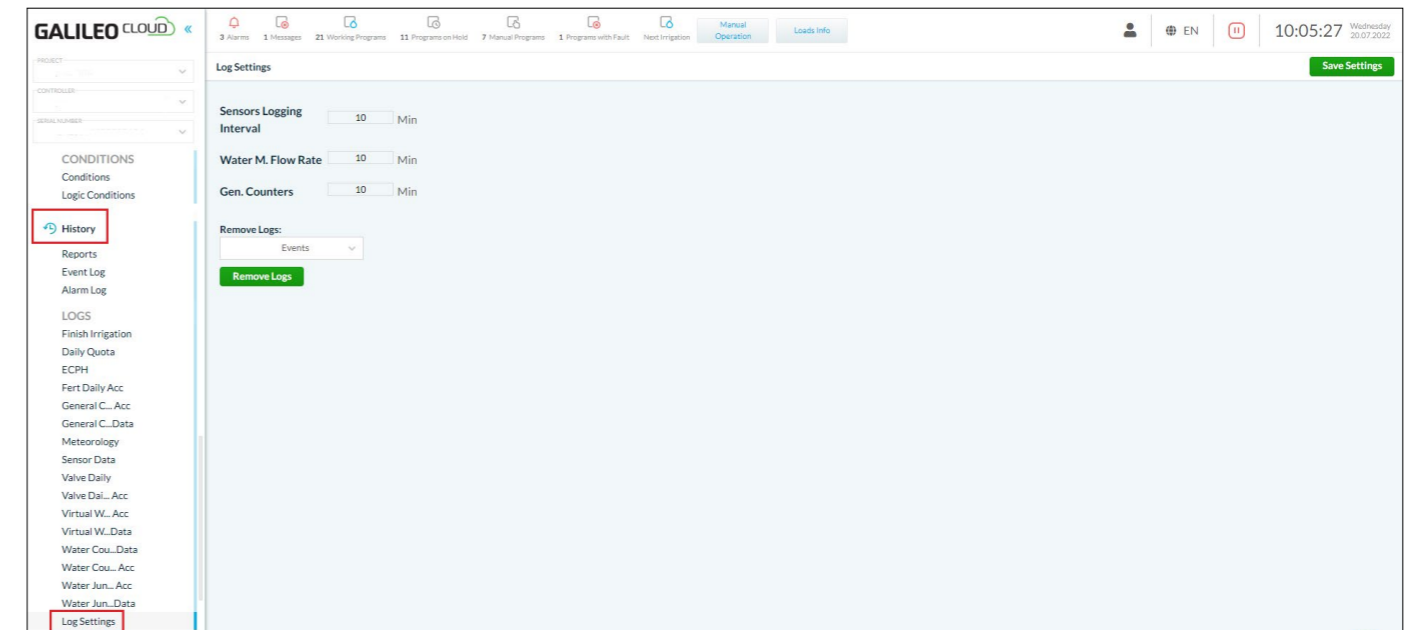 GALILEO CLOUD «
3 Alarms 1 Messages 21 Working Programs 11 Programs on Hold 7 Manual Programs 1 Programs with Fault Next Irrigation Manual Operation Loads Info
EN
10:05:27 Wednesday 20.07.2022
PROJECT
CONTROLLER
SERIAL NUMBER
CONDITIONS
Conditions
Logic Conditions
History
Reports
Event Log
Alarm Log
LOGS
Finish Irrigation
Daily Quota
ECPH
Fert Daily Acc
General C... Acc
General C...Data
Meteorology
Sensor Data
Valve Daily
Valve Dai... Acc
Virtual W... Acc
Virtual W...Data
Water Cou...Data
Water Cou... Acc
Water Jun... Acc
Water Jun...Data
Log Settings
Log Settings
Save Settings
Sensors Logging
Interval 10 Min
Water M. Flow Rate 10 Min
Gen. Counters 10 Min
Remove Logs:
Events
Remove Logs